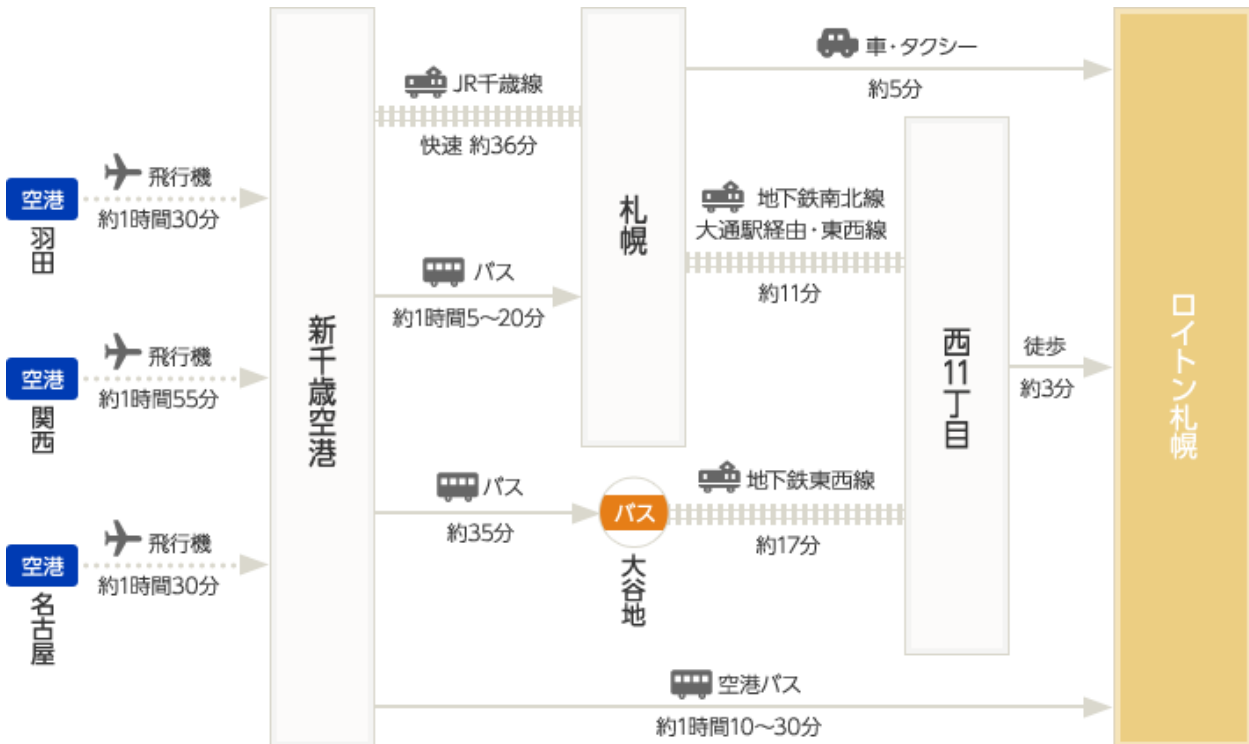 空港
羽田
飛行機
約1時間30分
空港
関西
飛行機
約1時間55分
空港
名古屋
飛行機
約1時間30分
新千歳空港
JR千歳線
快速 約36分
バス
約1時間5～20分
バス
約35分
札幌
バス
大谷地
車・タクシー
約5分
地下鉄南北線
大通駅経由・東西線
約11分
地下鉄東西線
約17分
西11丁目
徒歩
約3分
空港バス
約1時間10～30分
ロイトン札幌